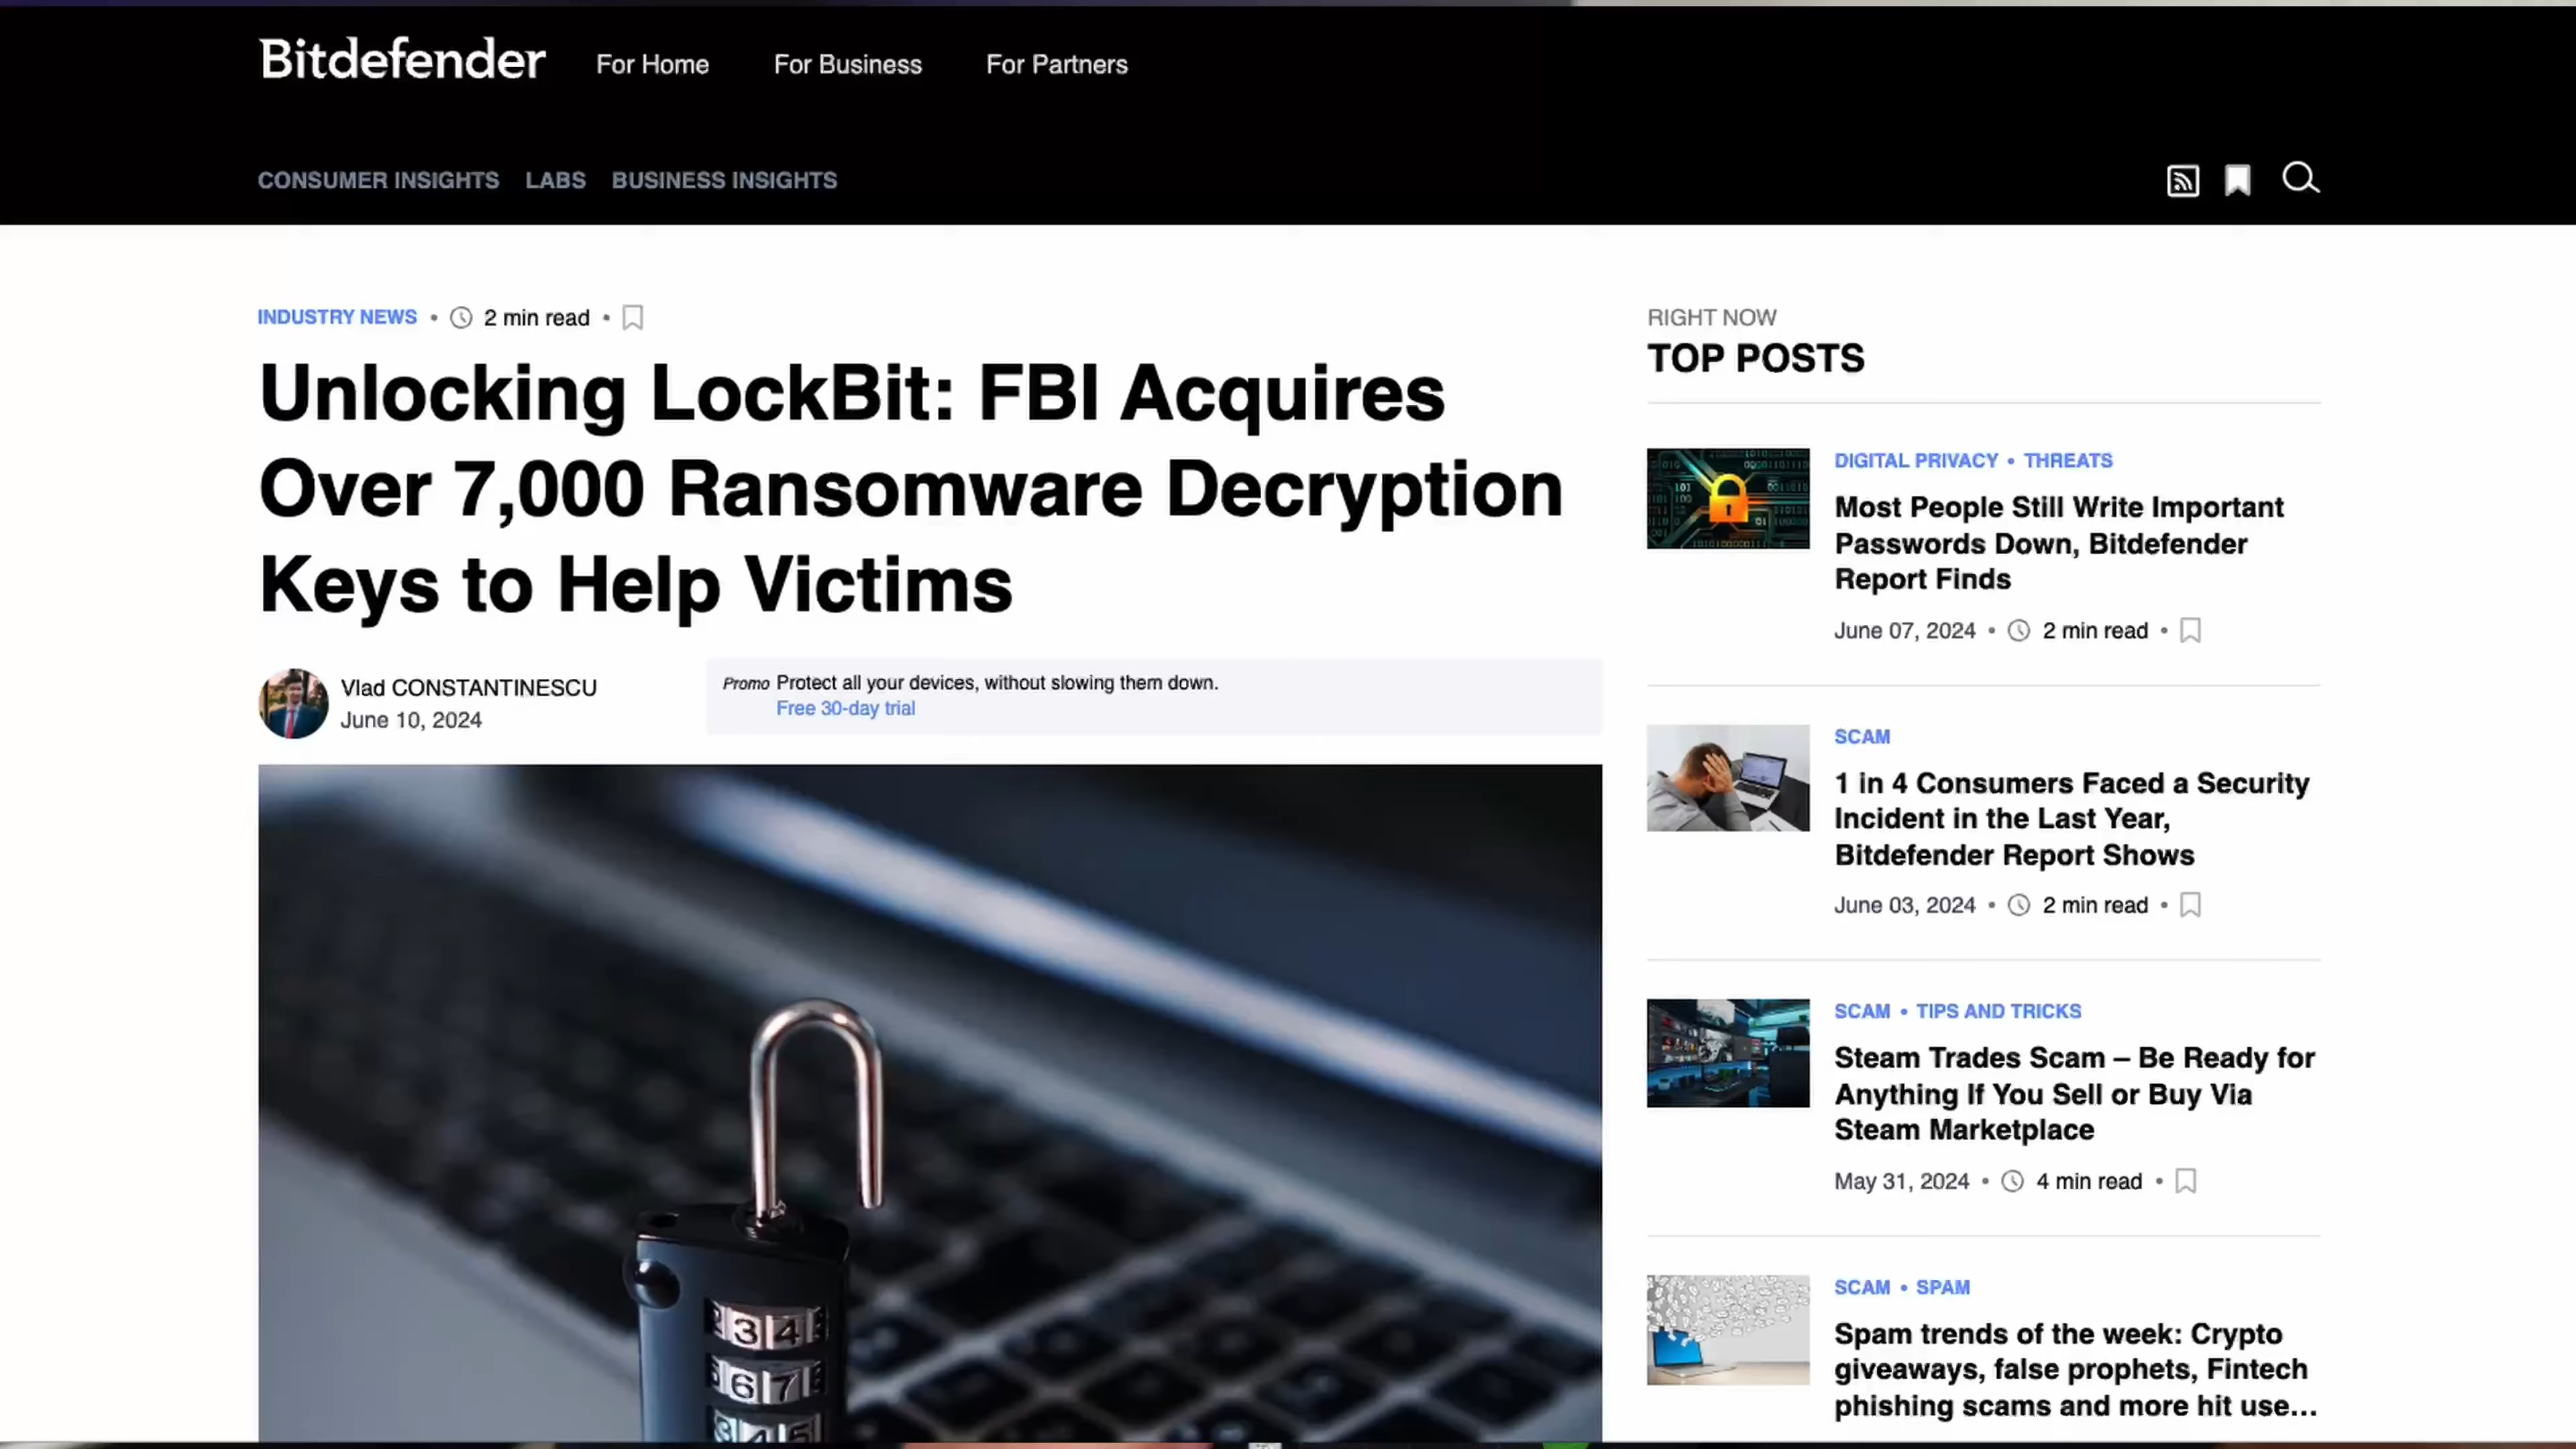 Bitdefender
For Home
For Business
For Partners
CONSUMER INSIGHTS
LABS
BUSINESS INSIGHTS
INDUSTRY NEWS • 2 min read •
Unlocking LockBit: FBI Acquires
Over 7,000 Ransomware Decryption
Keys to Help Victims
Vlad CONSTANTINESCU
June 10, 2024
Promo Protect all your devices, without slowing them down.
Free 30-day trial
234
67
345
RIGHT NOW
TOP POSTS
DIGITAL PRIVACY • THREATS
Most People Still Write Important
Passwords Down, Bitdefender
Report Finds
June 07, 2024 • 2 min read •
SCAM
1 in 4 Consumers Faced a Security
Incident in the Last Year,
Bitdefender Report Shows
June 03, 2024 • 2 min read •
SCAM • TIPS AND TRICKS
Steam Trades Scam – Be Ready for
Anything If You Sell or Buy Via
Steam Marketplace
May 31, 2024 • 4 min read •
SCAM • SPAM
Spam trends of the week: Crypto
giveaways, false prophets, Fintech
phishing scams and more hit use...